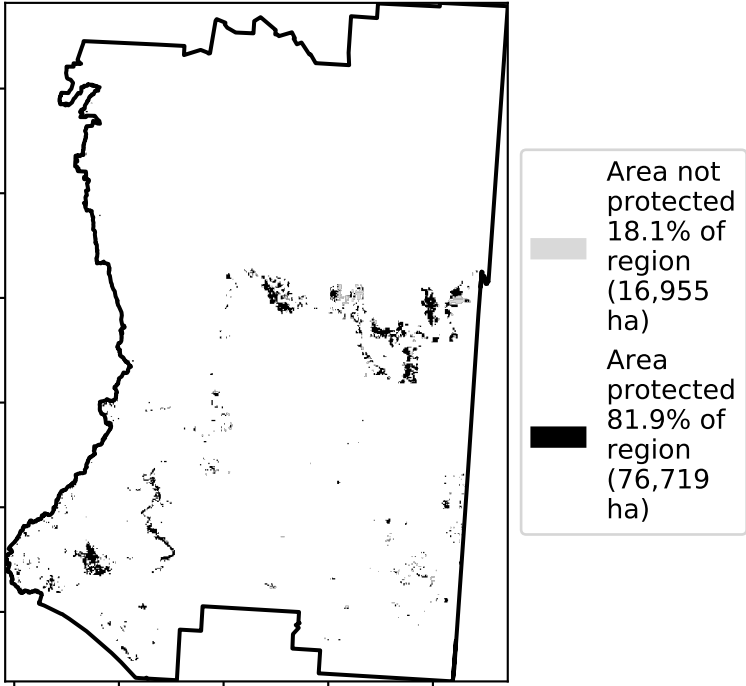 Area not
protected
18.1% of
region
(16,955
ha)
Area
protected
81.9% of
region
(76,719
ha)